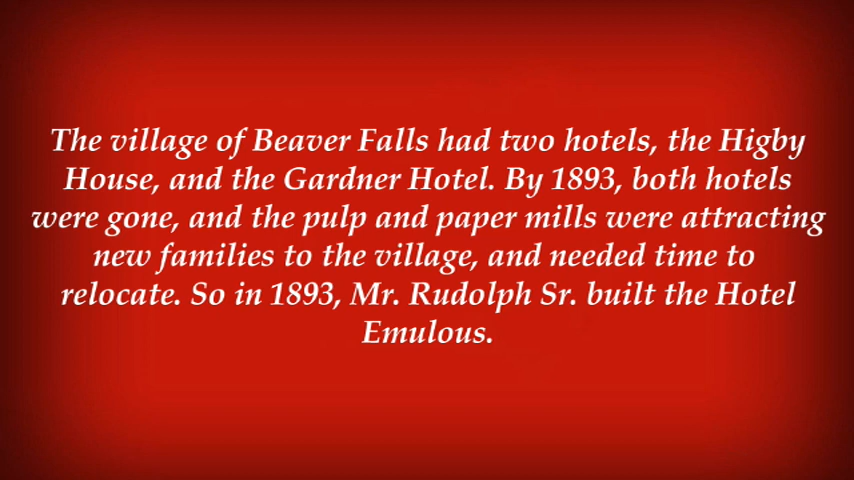 The village of Beaver Falls had two hotels, the Higby
House, and the Gardner Hotel. By 1893, both hotels
were gone, and the pulp and paper mills were attracting
new families to the village, and needed time to
relocate. So in 1893, Mr. Rudolph Sr. built the Hotel
Emulous.